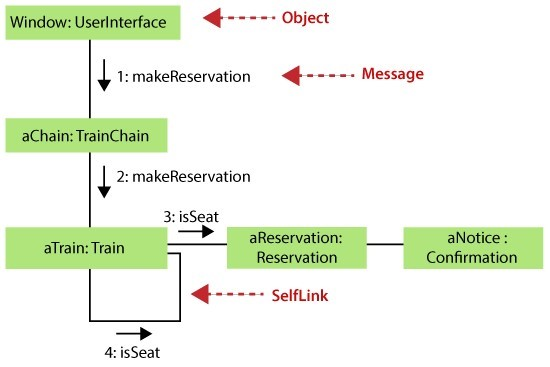 Window: UserInterface
Object
1: makeReservation
Message
aChain: TrainChain
2: makeReservation
3: isSeat
aTrain: Train
aReservation:
Reservation
aNotice :
Confirmation
SelfLink
4: isSeat